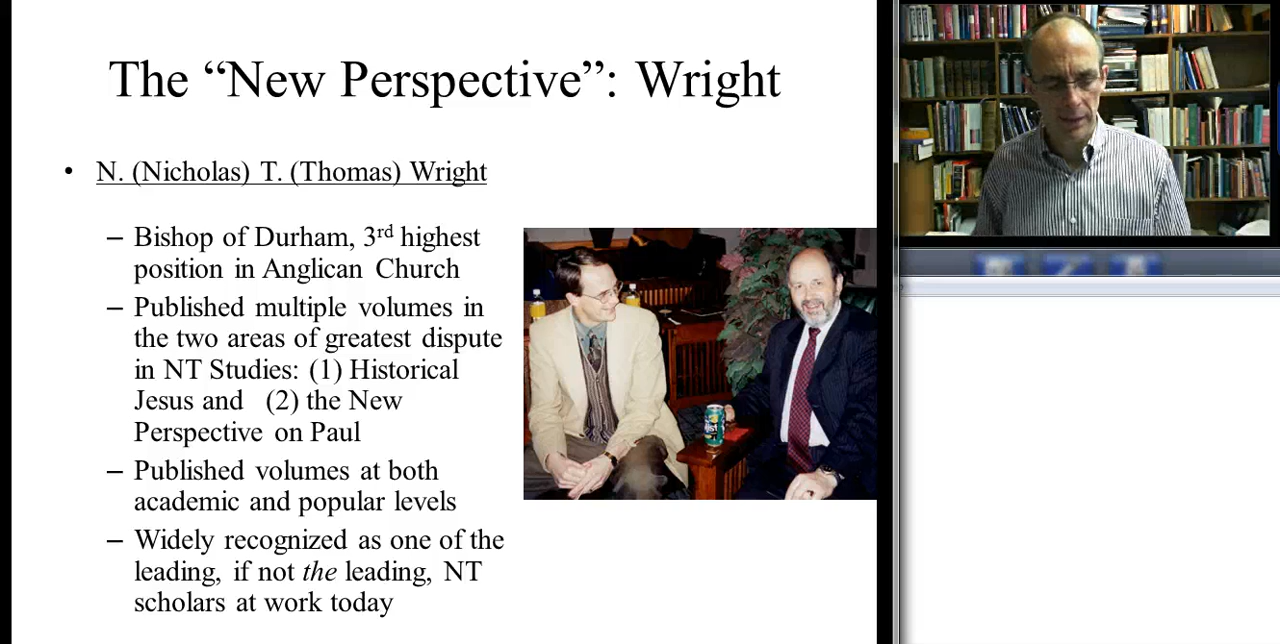 The “New Perspective”: Wright
• N. (Nicholas) T. (Thomas) Wright
– Bishop of Durham, 3rd highest
position in Anglican Church
– Published multiple volumes in
the two areas of greatest dispute
in NT Studies: (1) Historical
Jesus and (2) the New
Perspective on Paul
– Published volumes at both
academic and popular levels
– Widely recognized as one of the
leading, if not the leading, NT
scholars at work today